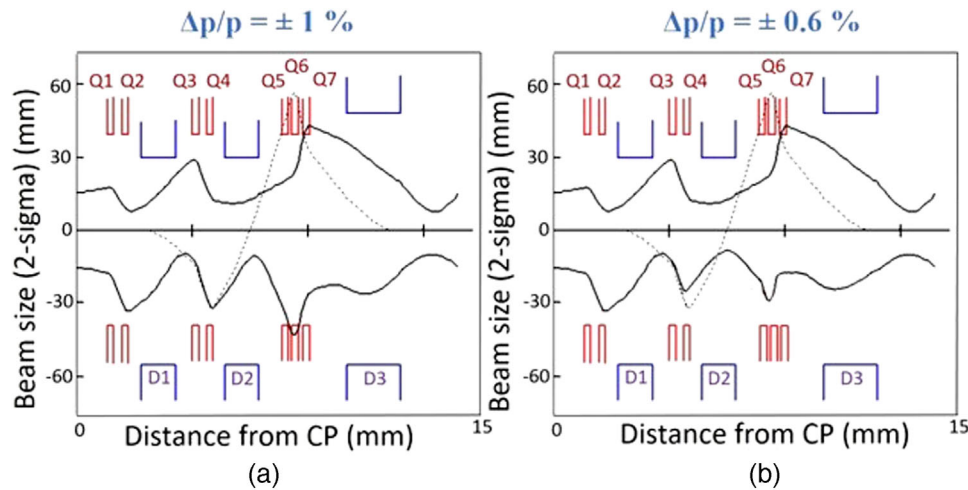 Δp/p = ± 1 %
Δp/p = ± 0.6 %
Beam size (2-sigma) (mm)
60
30
0
-30
-60
Q1 Q2 Q3 Q4 Q5 Q6 Q7
D1 D2 D3
0 15
Distance from CP (mm)
(a)
Beam size (2-sigma) (mm)
60
30
0
-30
-60
Q1 Q2 Q3 Q4 Q5 Q6 Q7
D1 D2 D3
0 15
Distance from CP (mm)
(b)